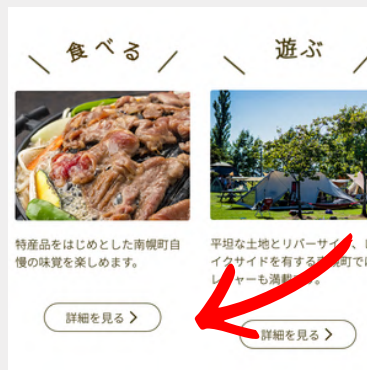 食べる
特産品をはじめとした南幌町自
慢の味覚を楽しめます。
詳細を見る
遊ぶ
平坦な土地とリバーサイド、
イクサイドを有する
町で
ャーも満載
詳細を見る